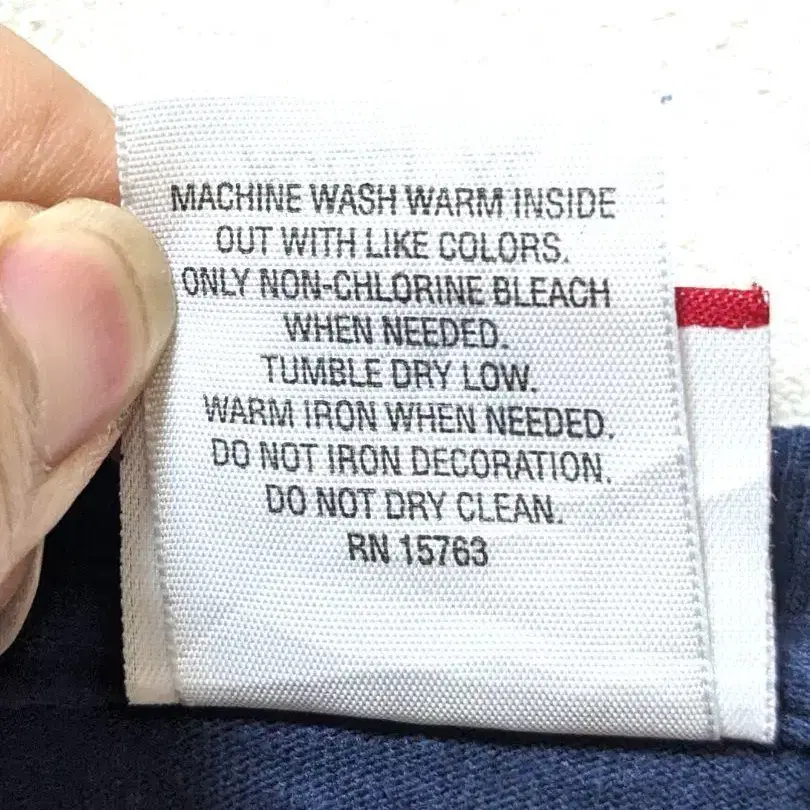 MACHINE WASH WARM INSIDE
OUT WITH LIKE COLORS.
ONLY NON-CHLORINE BLEACH
WHEN NEEDED.
TUMBLE DRY LOW.
WARM IRON WHEN NEEDED.
DO NOT IRON DECORATION.
DO NOT DRY CLEAN.
RN 15763